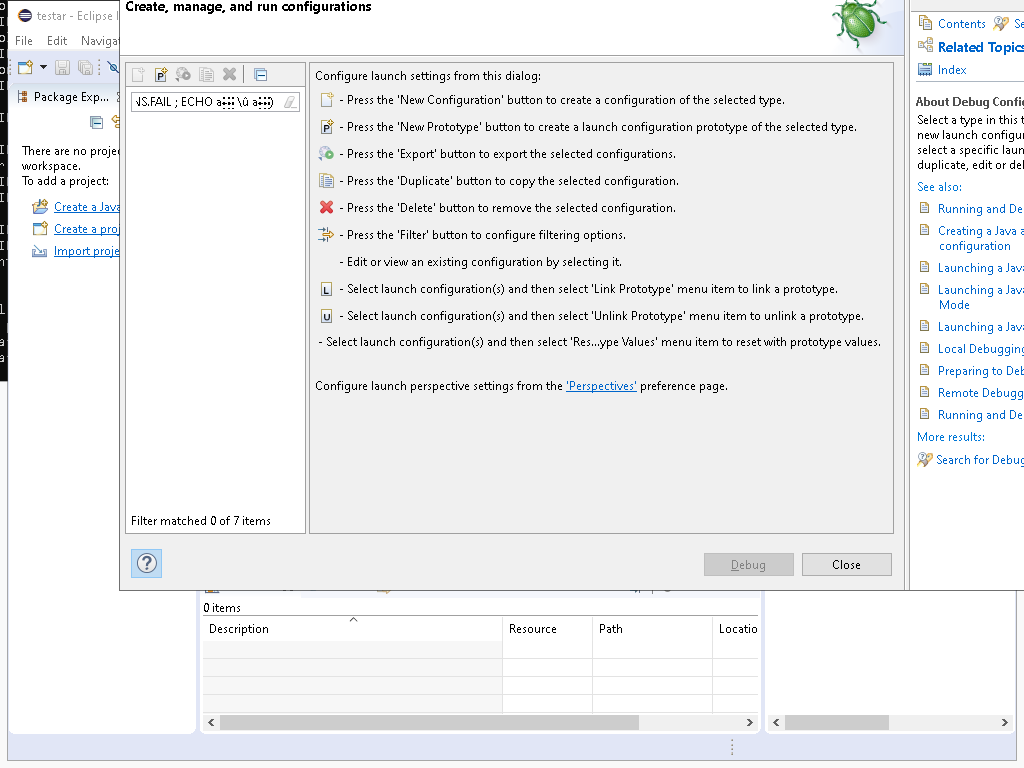 testar - Eclipse I
File Edit Navigat
Package Exp...
There are no projec
workspace.
To add a project:
Create a Java
Create a proj
Import proje
Create, manage, and run configurations
Configure launch settings from this dialog:
- Press the 'New Configuration' button to create a configuration of the selected type.
- Press the 'New Prototype' button to create a launch configuration prototype of the selected type.
- Press the 'Export' button to export the selected configurations.
- Press the 'Duplicate' button to copy the selected configuration.
- Press the 'Delete' button to remove the selected configuration.
- Press the 'Filter' button to configure filtering options.
- Edit or view an existing configuration by selecting it.
- Select launch configuration(s) and then select 'Link Prototype' menu item to link a prototype.
- Select launch configuration(s) and then select 'Unlink Prototype' menu item to unlink a prototype.
- Select launch configuration(s) and then select 'Res...ype Values' menu item to reset with prototype values.
Configure launch perspective settings from the 'Perspectives' preference page.
Filter matched 0 of 7 items
Debug
Close
Contents Se
Related Topics
Index
About Debug Config
Select a type in this t
new launch configur
select a specific laun
duplicate, edit or del
See also:
Running and De
Creating a Java a
configuration
Launching a Java
Launching a Java
Mode
Launching a Java
Local Debugging
Preparing to Deb
Remote Debugg
Running and De
More results:
Search for Debug
0 items
Description Resource Path Locatio